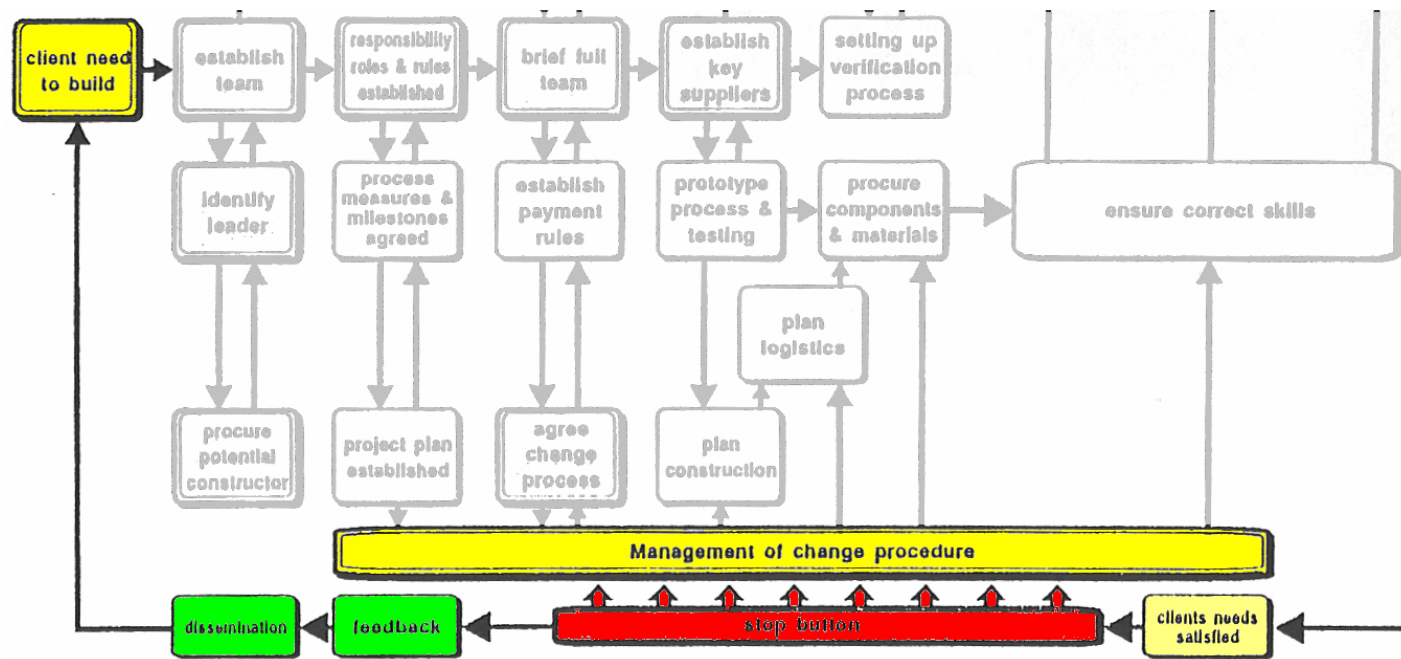 client need
to build
establish
team
responsibility
roles & rules
established
brief full
team
establish
key
suppliers
setting up
verification
process
identify
leader
process
measures &
milestones
agreed
establish
payment
rules
prototype
process &
testing
procure
components
& materials
ensure correct skills
plan
logistics
procure
potential
constructor
project plan
established
agree
change
process
plan
construction
Management of change procedure
dissemination
feedback
stop button
clients needs
satisfied